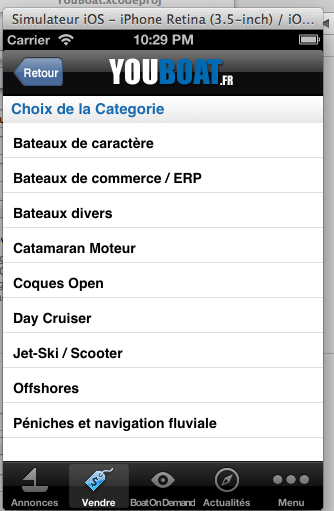 YouBoat.xcodeproj
Simulateur iOS - iPhone Retina (3.5-inch) / iO...
Carrier 10:29 PM
Retour YOUBOAT.FR
Choix de la Categorie
Bateaux de caractère
Bateaux de commerce / ERP
Bateaux divers
Catamaran Moteur
Coques Open
Day Cruiser
Jet-Ski / Scooter
Offshores
Péniches et navigation fluviale
Annonces Vendre BoatOnDemand Actualités Menu